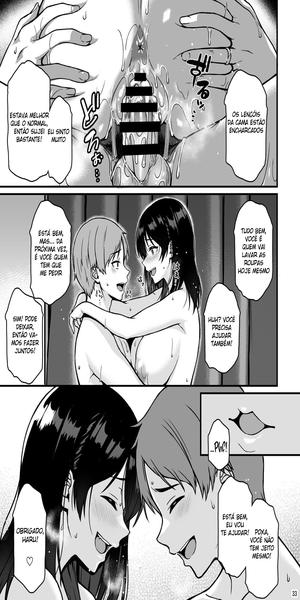 OS LENÇÓIS
DA CAMA ESTÃO
ENCHARCADOS
ESTAVA MELHOR
QUE O NORMAL,
ENTÃO SUJEI
BASTANTE!
EU SINTO
MUITO
TUDO BEM,
VOCÊ É
QUEM VAI
LAVAR AS
ROUPAS
HOJE MESMO
HUH? VOCÊ
PRECISA
AJUDAR
TAMBÉM!
ESTÁ BEM,
MAS... DA
PRÓXIMA VEZ,
É VOCÊ QUEM
TEM QUE
ME PEDIR
SIM! PODE
DEIXAR,
ENTÃO VA-
MOS FAZER
JUNTOS!
POXA,
VOCÊ NÃO
TEM JEITO
MESMO!
ESTÁ BEM,
EU VOU
TE AJUDAR!
OBRIGADO,
HARU!
♡
33